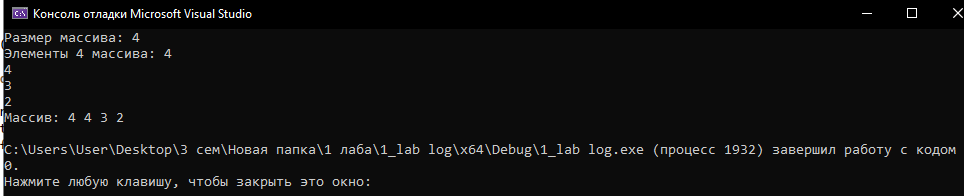 Консоль отладки Microsoft Visual Studio
Размер массива: 4
Элементы 4 массива: 4
4
3
2
Массив: 4 4 3 2
C:\Users\User\Desktop\3 сем\Новая папка\1 лаба\1_lab log\x64\Debug\1_lab log.exe (процесс 1932) завершил работу с кодом
0.
Нажмите любую клавишу, чтобы закрыть это окно: